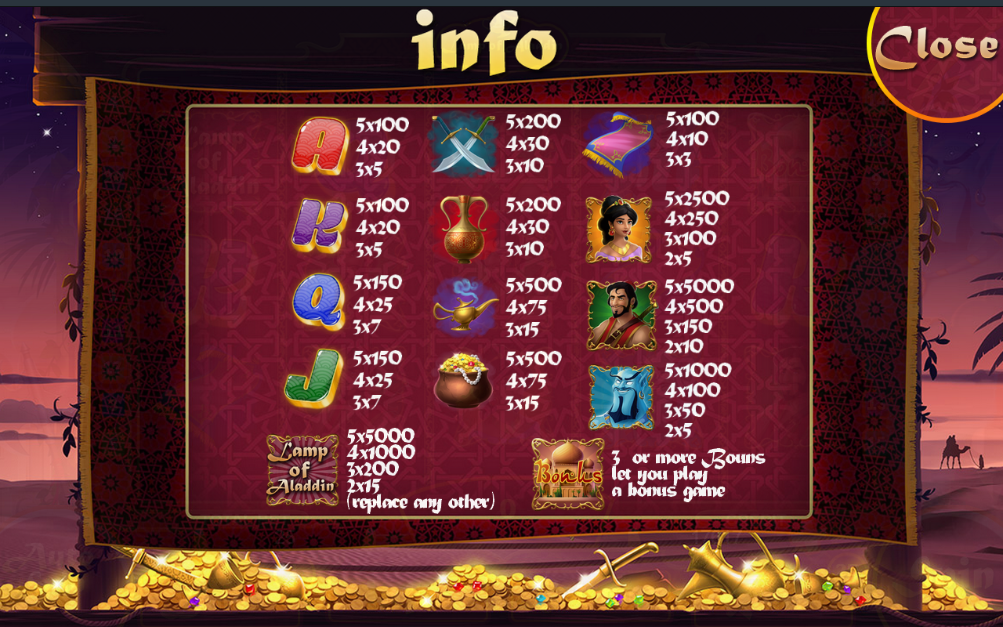 info
Close
A
5x100
4x20
3x5
5x200
4x30
3x10
5x100
4x10
3x3
K
5x100
4x20
3x5
5x200
4x30
3x10
5x2500
4x250
3x100
2x5
Q
5x150
4x25
3x7
5x500
4x75
3x15
5x5000
4x500
3x150
2x10
J
5x150
4x25
3x7
5x500
4x75
3x15
5x1000
4x100
3x50
2x5
Lamp
of
Aladdin
5x5000
4x1000
3x200
2x15
(replace any other)
Bonus
3 or more Bouns
let you play
a bonus game